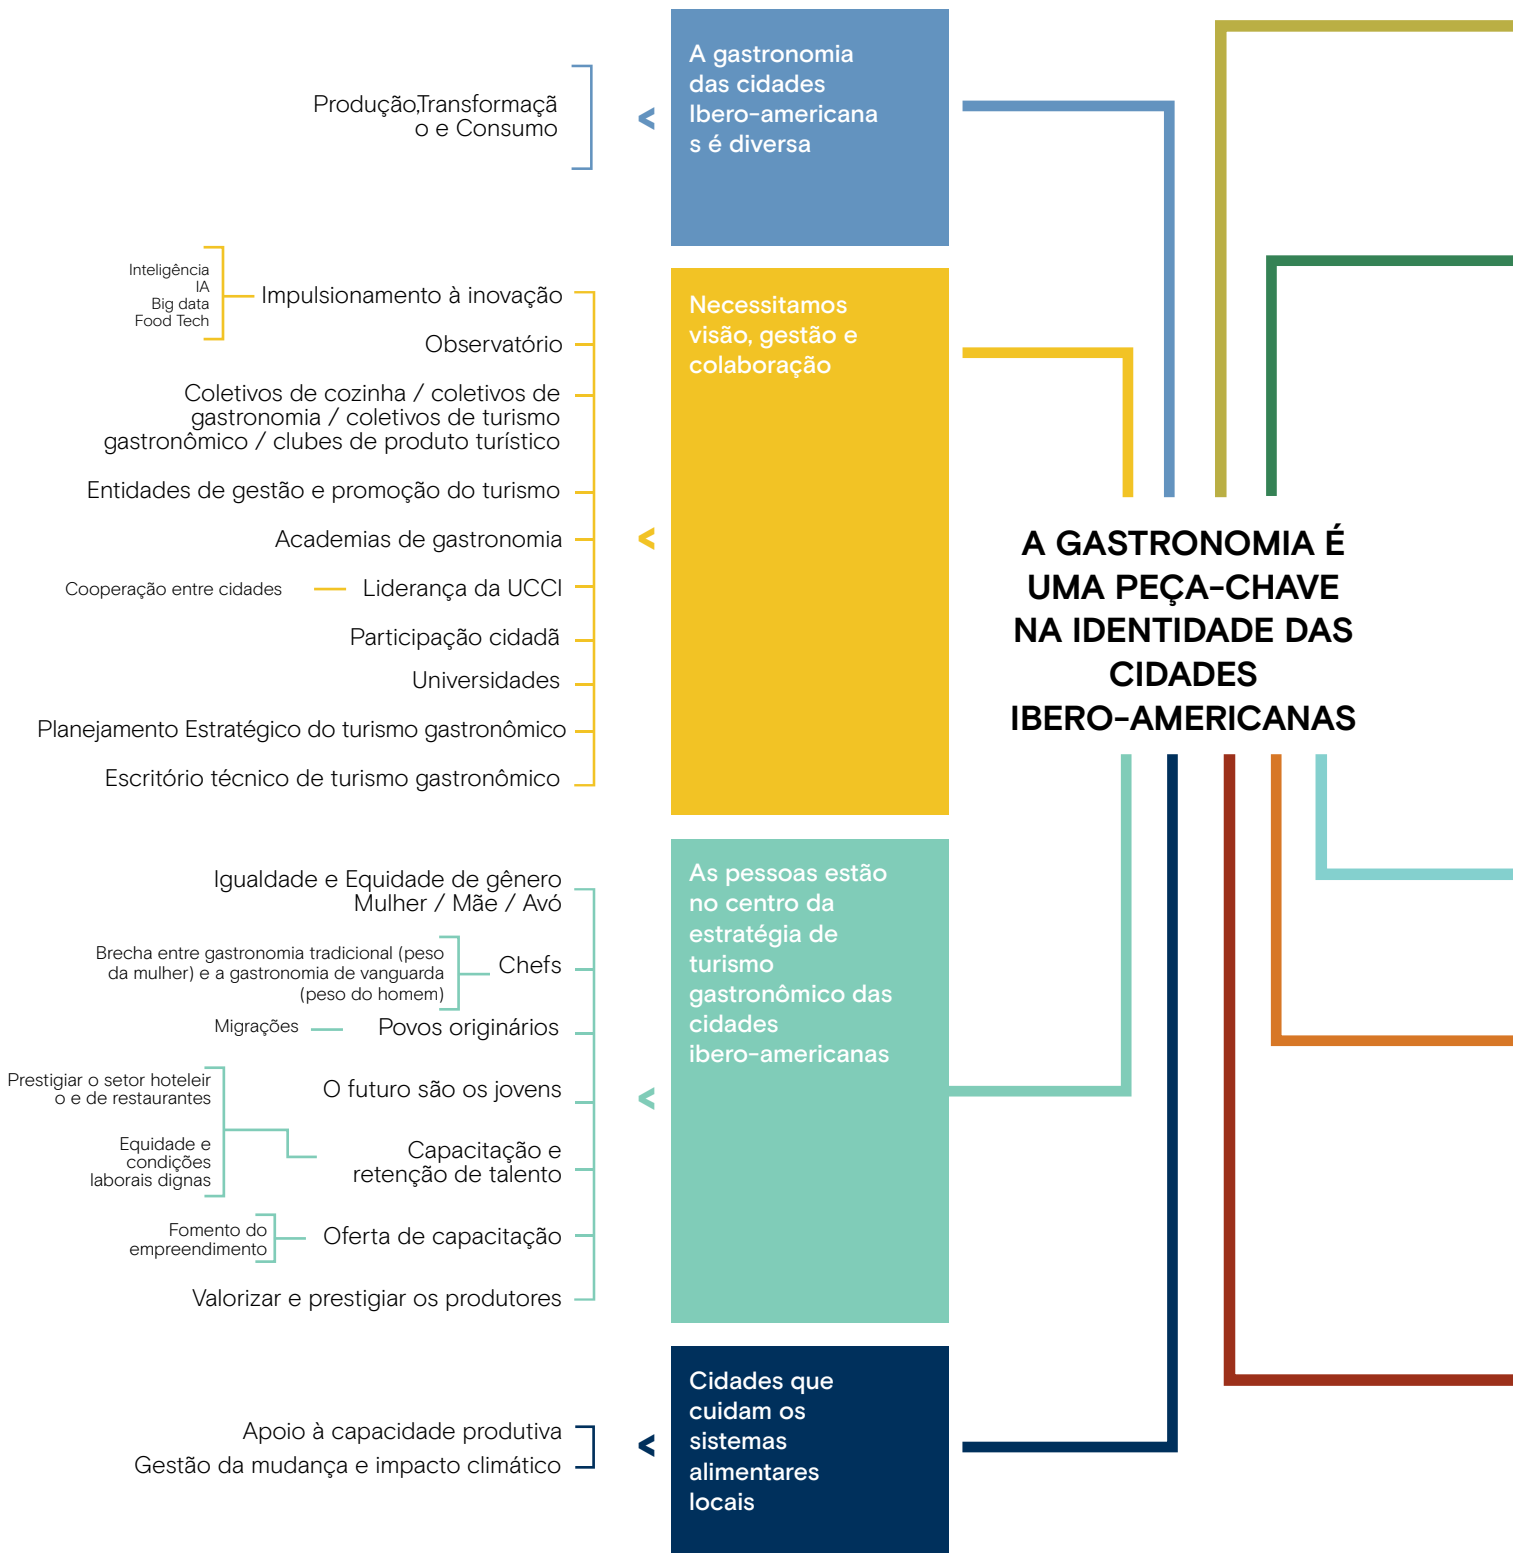 A gastronomia
das cidades
Ibero-americana
s é diversa
Produção,Transformaçã
o e Consumo
Necessitamos
visão, gestão e
colaboração
Inteligência
IA
Big data
Food Tech
Impulsionamento à inovação
Observatório
Coletivos de cozinha / coletivos de
gastronomia / coletivos de turismo
gastronômico / clubes de produto turístico
Entidades de gestão e promoção do turismo
Academias de gastronomia
Cooperação entre cidades
Liderança da UCCI
Participação cidadã
Universidades
Planejamento Estratégico do turismo gastronômico
Escritório técnico de turismo gastronômico
A GASTRONOMIA É
UMA PEÇA-CHAVE
NA IDENTIDADE DAS
CIDADES
IBERO-AMERICANAS
As pessoas estão
no centro da
estratégia de
turismo
gastronômico das
cidades
ibero-americanas
Igualdade e Equidade de gênero
Mulher / Mãe / Avó
Brecha entre gastronomia tradicional (peso
da mulher) e a gastronomia de vanguarda
(peso do homem)
Chefs
Migrações
Povos originários
O futuro são os jovens
Prestigiar o setor hoteleir
o e de restaurantes
Equidade e
condições
laborais dignas
Capacitação e
retenção de talento
Fomento do
empreendimento
Oferta de capacitação
Valorizar e prestigiar os produtores
Cidades que
cuidam os
sistemas
alimentares
locais
Apoio à capacidade produtiva
Gestão da mudança e impacto climático